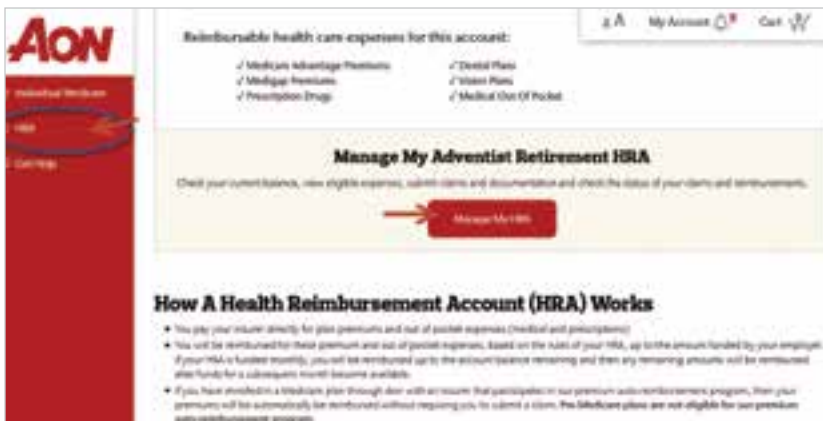 AON
Individual Medicare
HRA
Get Help
A A My Account Cart
Reimbursable health care expenses for this account:
✓ Medicare Advantage Premiums ✓ Dental Plans
✓ Medigap Premiums ✓ Vision Plans
✓ Prescription Drugs ✓ Medical Out Of Pocket
Manage My Adventist Retirement HRA
Check your current balance, view eligible expenses, submit claims and documentation and check the status of your claims and reimbursements.
Manage My HRA
How A Health Reimbursement Account (HRA) Works
• You pay your insurer directly for plan premiums and out of pocket expenses (medical and prescriptions)
• You will be reimbursed for these premium and out of pocket expenses, based on the rules of your HRA, up to the amount funded by your employer.
If your HRA is funded monthly, you will be reimbursed up to the account balance remaining and then any remaining amounts will be reimbursed
after funds for a subsequent month become available.
• If you have enrolled in a Medicare plan through Aon with an insurer that participates in our premium auto-reimbursement program, then your
premiums will be automatically be reimbursed without requiring you to submit a claim. Pre-Medicare plans are not eligible for our premium
auto-reimbursement program.